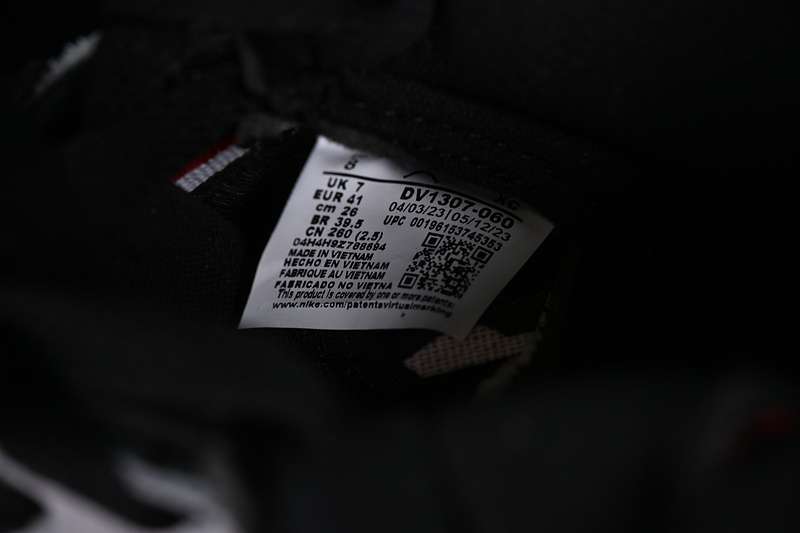 UK 7
EUR 41
cm 26
BR 39.5
CN 260 (2.5)
04H4H9Z788694
MADE IN VIETNAM
HECHO EN VIETNAM
FABRIQUE AU VIETNAM
FABRICADO NO VIETNA
This product is covered by one or more patents.
www.nike.com/patentsvirtualmarking
DV1307-060
04/03/23|05/12/23
UPC 00196153745353